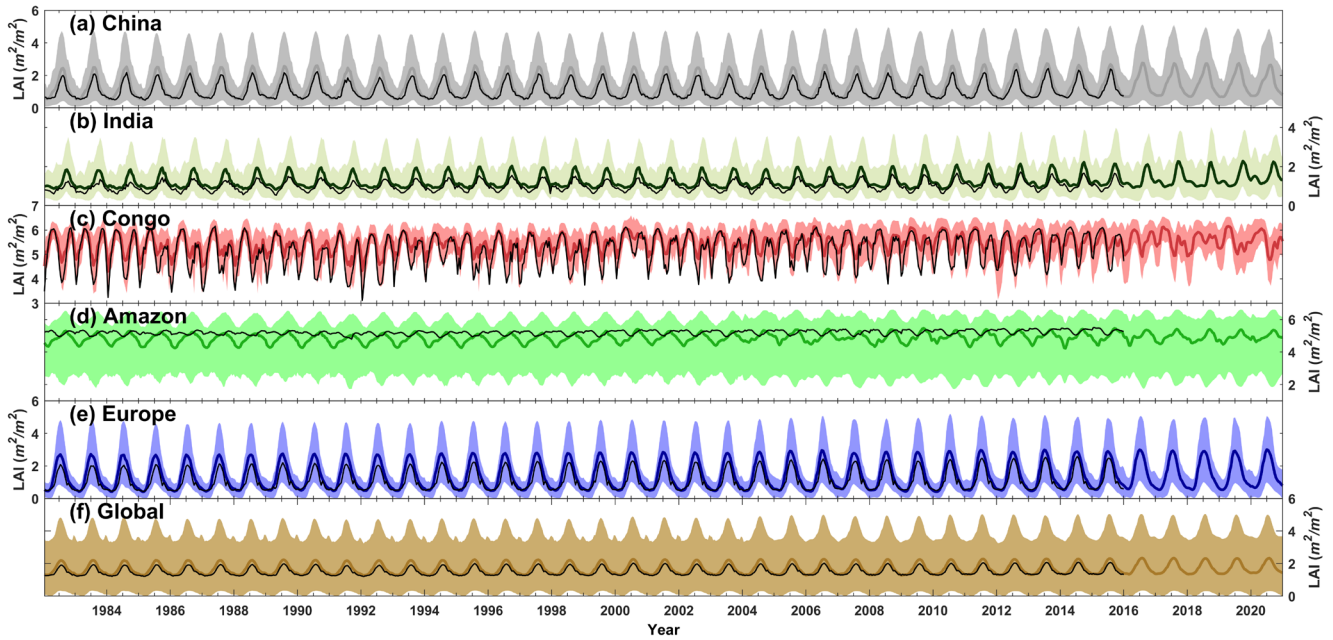 (a) China
LAI (m²/m²)
6
4
2
0
(b) India
LAI (m²/m²)
4
2
0
(c) Congo
LAI (m²/m²)
7
6
5
4
3
(d) Amazon
LAI (m²/m²)
6
4
2
(e) Europe
LAI (m²/m²)
6
4
2
0
(f) Global
LAI (m²/m²)
6
4
2
0
1984 1986 1988 1990 1992 1994 1996 1998 2000 2002 2004 2006 2008 2010 2012 2014 2016 2018 2020
Year